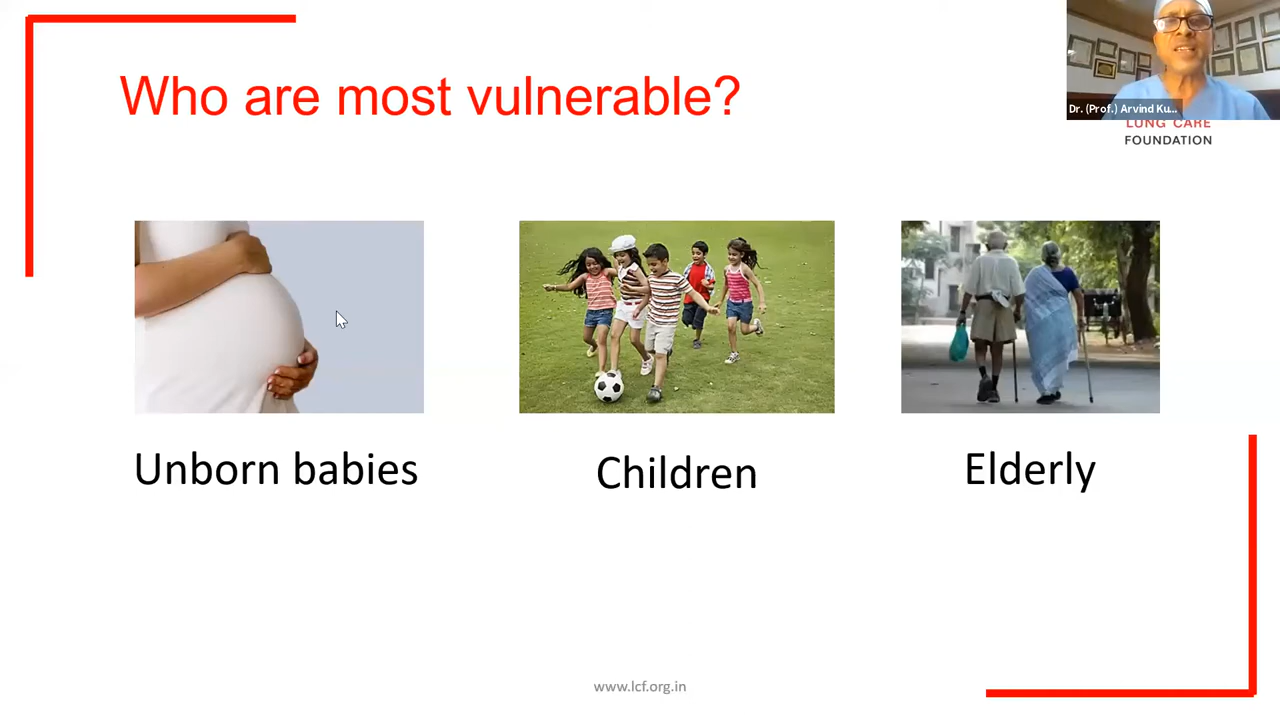 Who are most vulnerable?
Dr. (Prof.) Arvind Ku...
LUNG CARE
FOUNDATION
Unborn babies
Children
Elderly
www.lcf.org.in